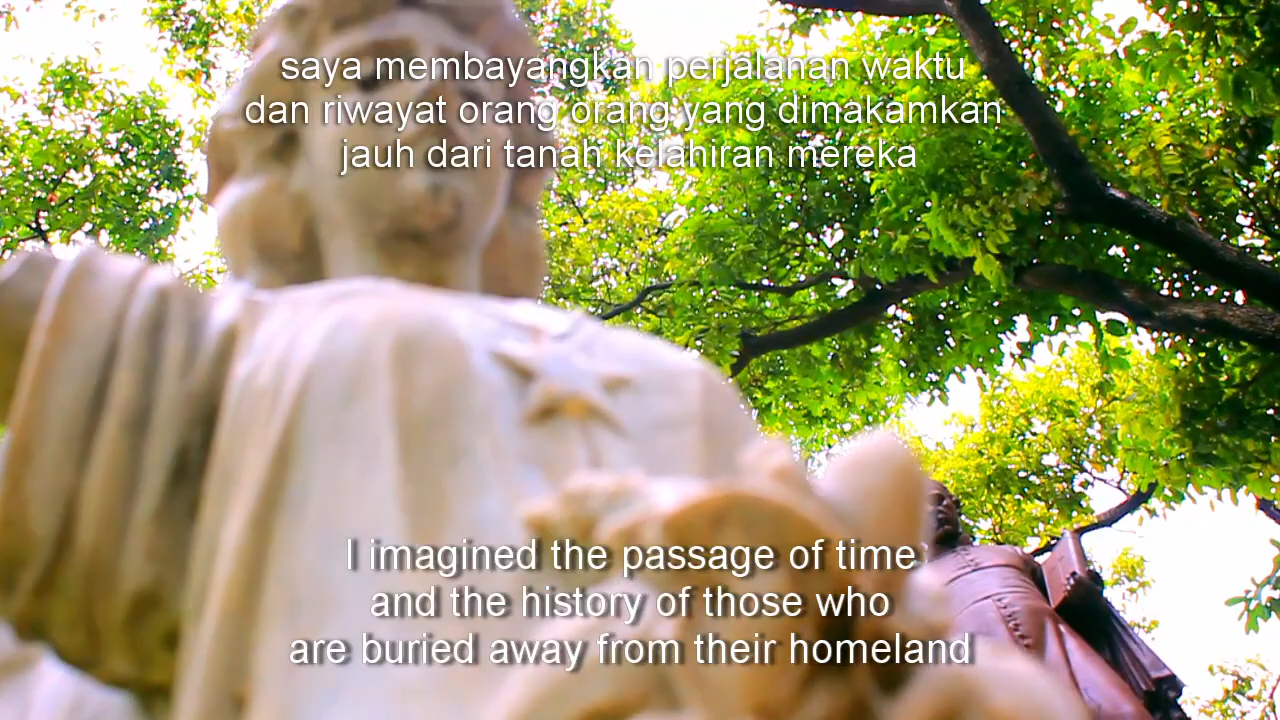 saya membayangkan perjalanan waktu
dan riwayat orang orang yang dimakamkan
jauh dari tanah kelahiran mereka
I imagined the passage of time
and the history of those who
are buried away from their homeland